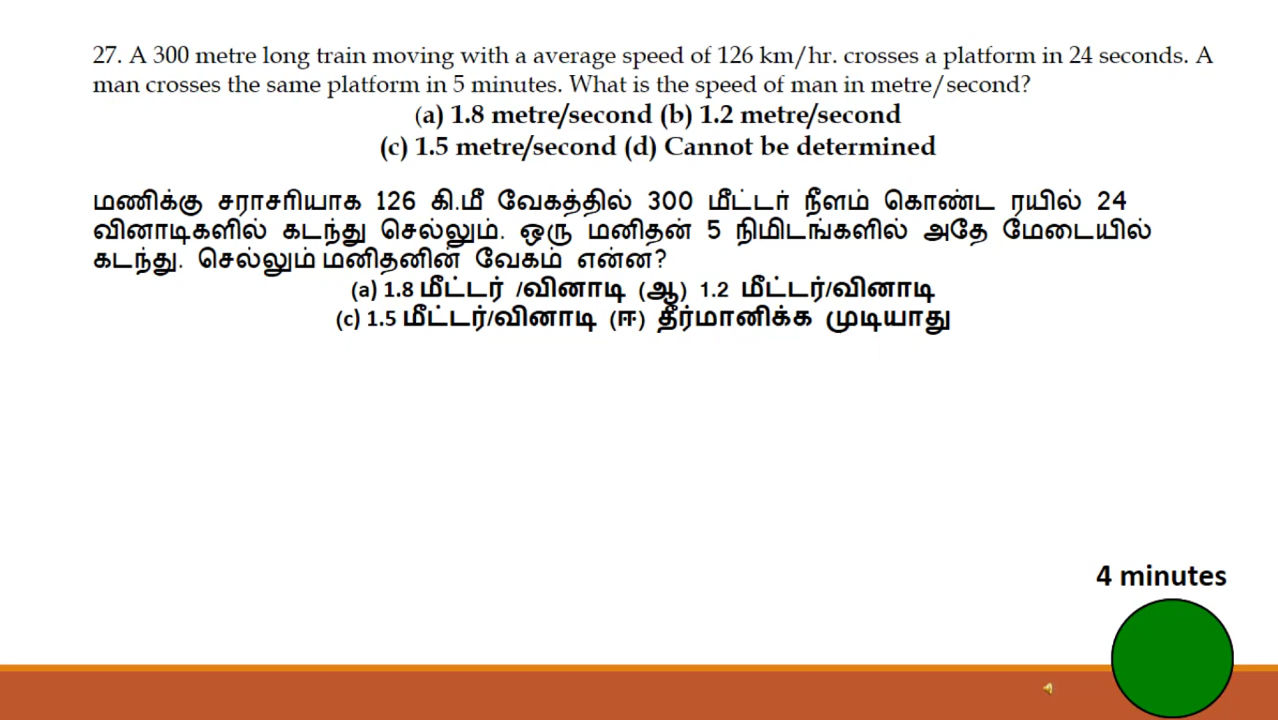 27. A 300 metre long train moving with a average speed of 126 km/hr. crosses a platform in 24 seconds. A
man crosses the same platform in 5 minutes. What is the speed of man in metre/second?
(a) 1.8 metre/second (b) 1.2 metre/second
(c) 1.5 metre/second (d) Cannot be determined
மணிக்கு சராசரியாக 126 கி.மீ வேகத்தில் 300 மீட்டர் நீளம் கொண்ட ரயில் 24
வினாடிகளில் கடந்து செல்லும். ஒரு மனிதன் 5 நிமிடங்களில் அதே மேடையில்
கடந்து. செல்லும் மனிதனின் வேகம் என்ன?
(a) 1.8 மீட்டர் /வினாடி (ஆ) 1.2 மீட்டர்/வினாடி
(c) 1.5 மீட்டர்/வினாடி (ஈ) தீர்மானிக்க முடியாது
4 minutes